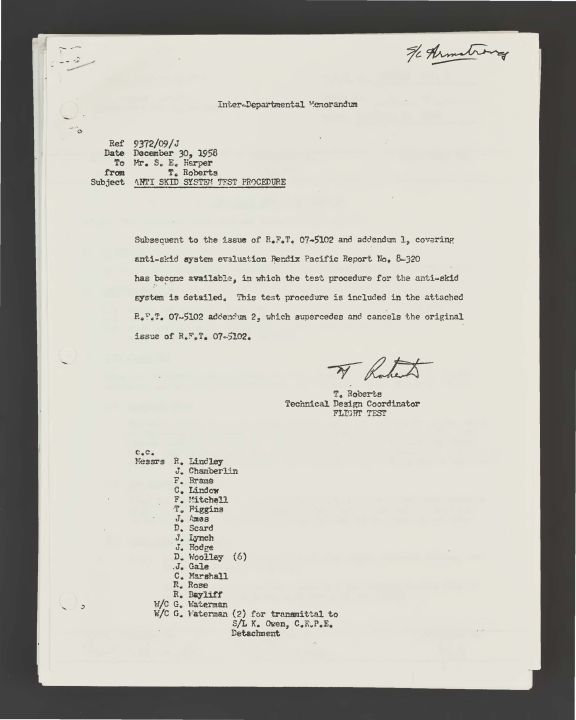 S/L Armstrong
Inter-Departmental Memorandum
Ref 9372/09/J
Date December 30, 1958
To Mr. S. E. Harper
from T. Roberts
Subject ANTI SKID SYSTEM TEST PROCEDURE
Subsequent to the issue of R.F.T. 07-5102 and addendum 1, covering
anti-skid system evaluation Bendix Pacific Report No. 8-320
has become available, in which the test procedure for the anti-skid
system is detailed. This test procedure is included in the attached
R.F.T. 07-5102 addendum 2, which supercedes and cancels the original
issue of R.F.T. 07-5102.
T Roberts
T. Roberts
Technical Design Coordinator
FLIGHT TEST
c.c.
Messrs R. Lindley
J. Chamberlin
F. Brame
C. Lindow
F. Mitchell
T. Higgins
J. Ames
D. Scard
J. Lynch
J. Hodge
D. Woolley (6)
J. Gale
C. Marshall
R. Rose
R. Bayliff
W/C G. Waterman
W/C G. Waterman (2) for transmittal to
S/L K. Owen, C.E.P.E.
Detachment